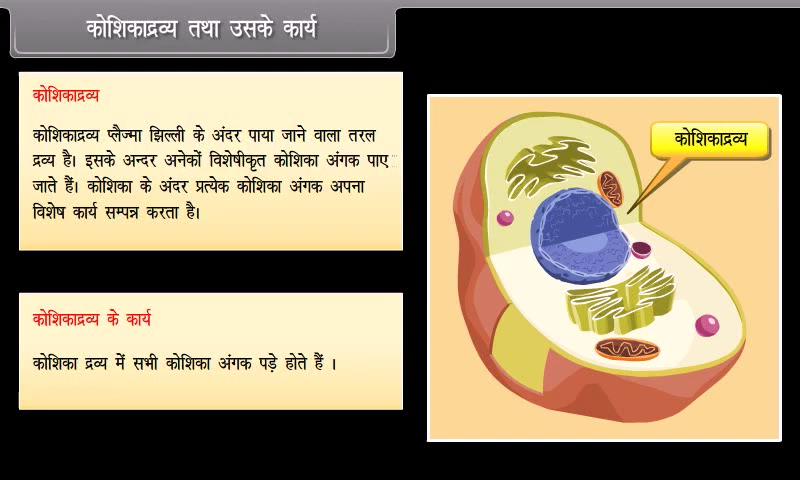 कोशिकाद्रव्य तथा उसके कार्य
कोशिकाद्रव्य
कोशिकाद्रव्य प्लैज्मा झिल्ली के अंदर पाया जाने वाला तरल
द्रव्य है। इसके अन्दर अनेकों विशेषीकृत कोशिका अंगक पाए
जाते हैं। कोशिका के अंदर प्रत्येक कोशिका अंगक अपना
विशेष कार्य सम्पन्न करता है।
कोशिकाद्रव्य
कोशिकाद्रव्य के कार्य
कोशिका द्रव्य में सभी कोशिका अंगक पड़े होते हैं ।